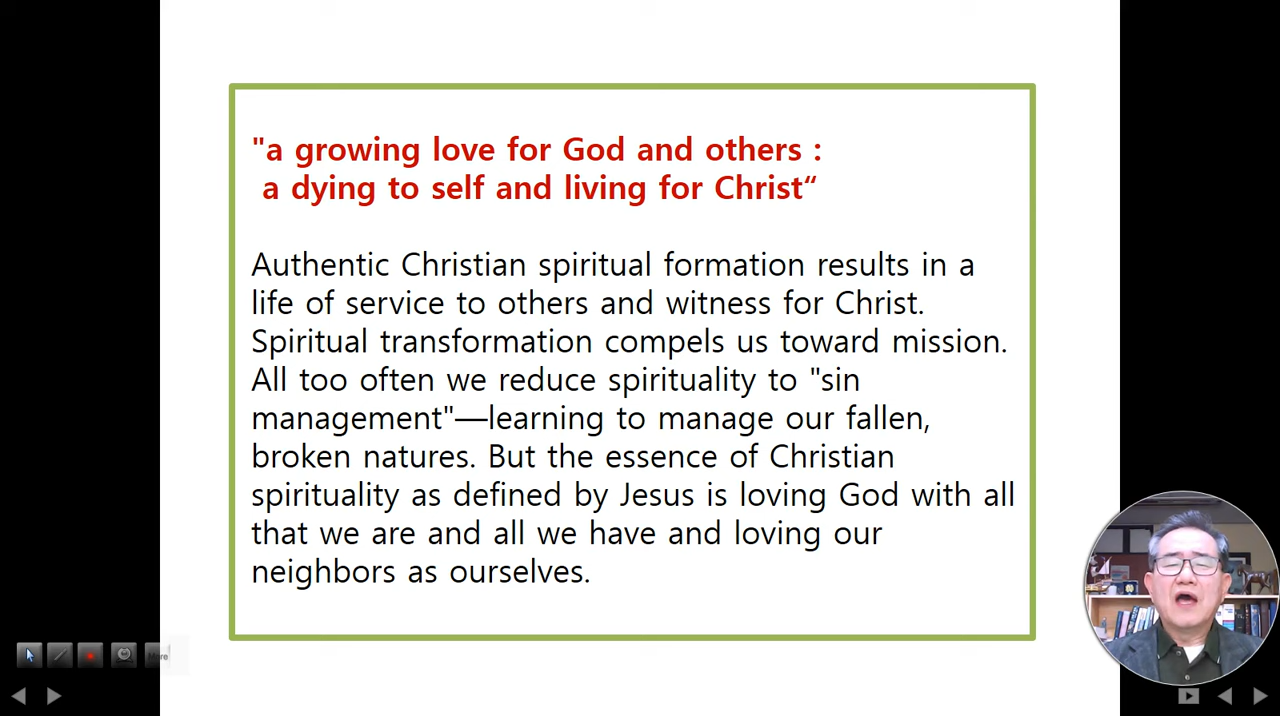 "a growing love for God and others :
a dying to self and living for Christ“
Authentic Christian spiritual formation results in a
life of service to others and witness for Christ.
Spiritual transformation compels us toward mission.
All too often we reduce spirituality to "sin
management"—learning to manage our fallen,
broken natures. But the essence of Christian
spirituality as defined by Jesus is loving God with all
that we are and all we have and loving our
neighbors as ourselves.
More